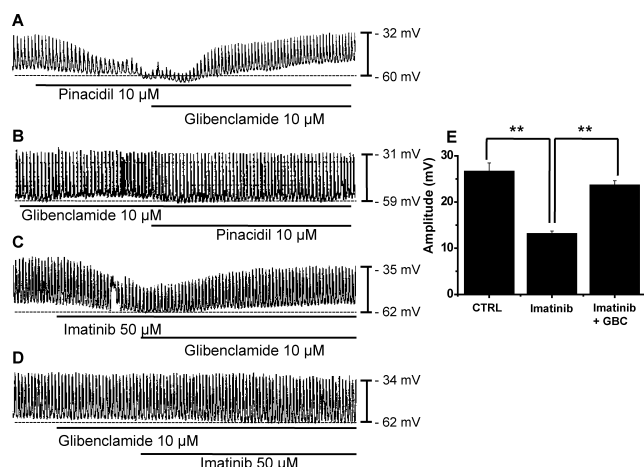 A
- 32 mV
- 60 mV
Pinacidil 10 µM
Glibenclamide 10 µM
B
- 31 mV
- 59 mV
Glibenclamide 10 µM
Pinacidil 10 µM
C
- 35 mV
- 62 mV
Imatinib 50 µM
Glibenclamide 10 µM
D
- 34 mV
- 62 mV
Glibenclamide 10 µM
Imatinib 50 µM
E
**
**
Amplitude (mV)
30
20
10
0
CTRL
Imatinib
Imatinib
+ GBC